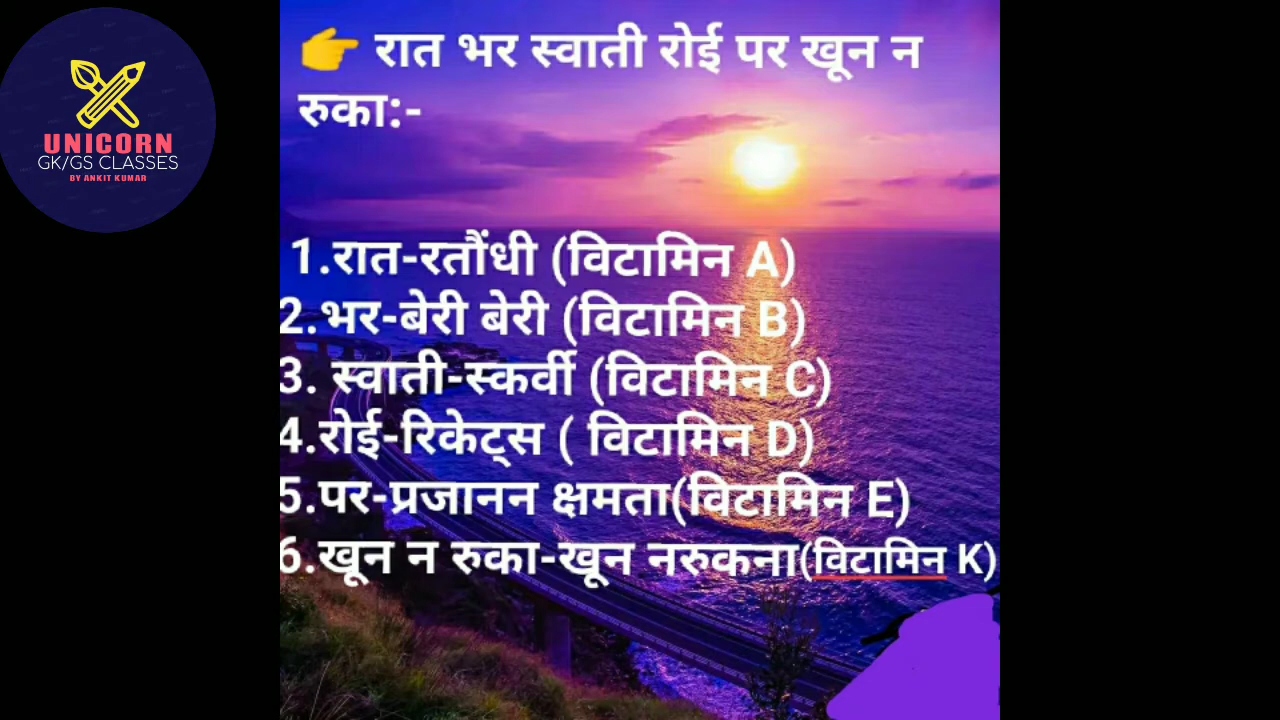 UNICORN
GK/GS CLASSES
BY ANKIT KUMAR
👉 रात भर स्वाती रोई पर खून न
रुका:-
1.रात-रतौंधी (विटामिन A)
2.भर-बेरी बेरी (विटामिन B)
3. स्वाती-स्कर्वी (विटामिन C)
4.रोई-रिकेट्स ( विटामिन D)
5.पर-प्रजानन क्षमता(विटामिन E)
6.खून न रुका-खून नरुकना(विटामिन K)